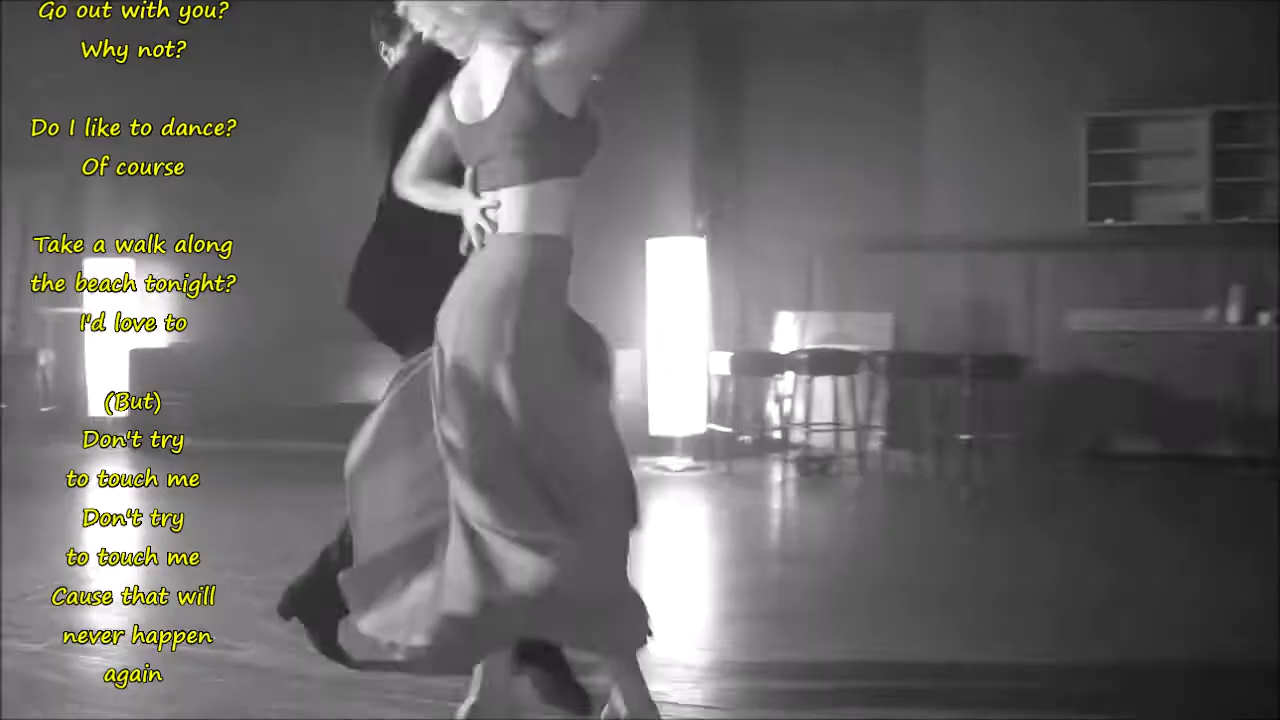 Go out with you?
Why not?
Do I like to dance?
Of course
Take a walk along
the beach tonight?
I'd love to
(But)
Don't try
to touch me
Don't try
to touch me
Cause that will
never happen
again